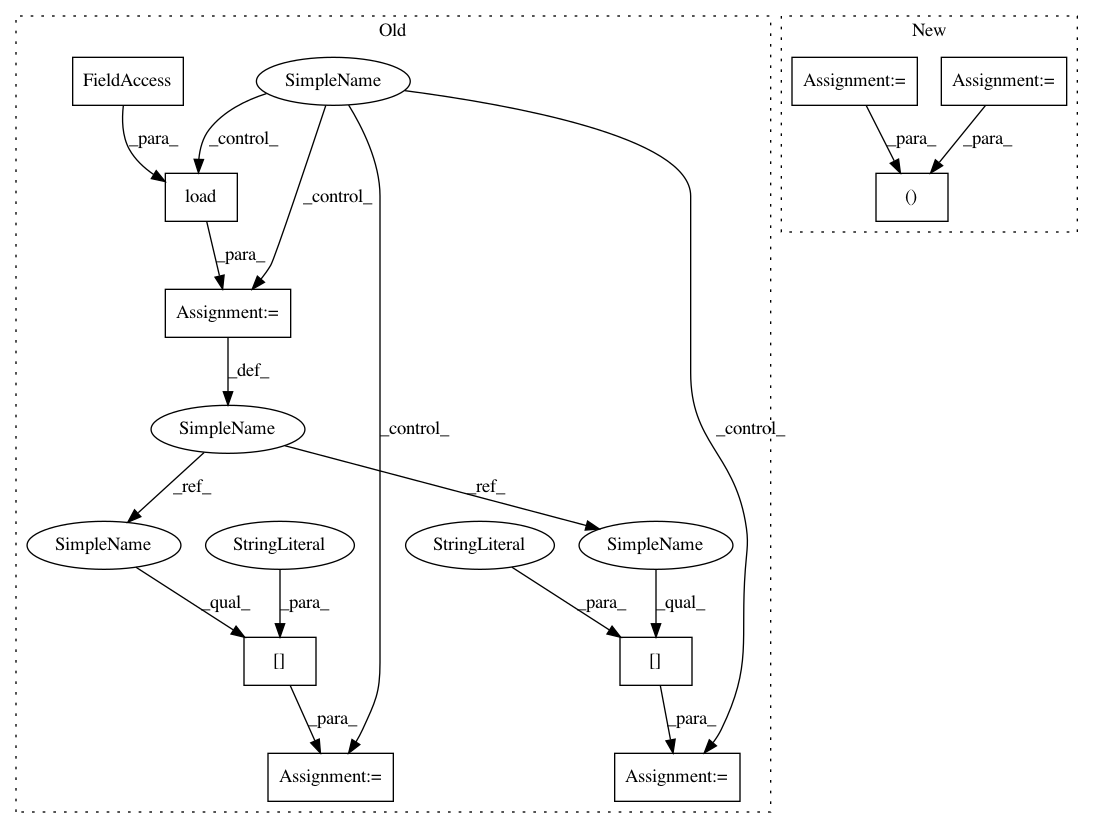 Old
New
FieldAccess
SimpleName
Assignment:=
Assignment:=
_para_
_control_
_para_
_para_
load
_control_
()
_para_
Assignment:=
_def_
SimpleName
_control_
_control_
_ref_
_ref_
SimpleName
StringLiteral
StringLiteral
SimpleName
_qual_
_para_
_para_
_qual_
[]
[]
_para_
_para_
Assignment:=
Assignment:=